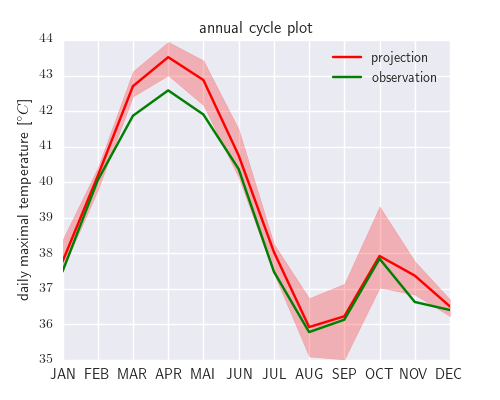 annual cycle plot
projection
observation
daily maximal temperature [°C]
44
43
42
41
40
39
38
37
36
35
JAN FEB MAR APR MAI JUN JUL AUG SEP OCT NOV DEC